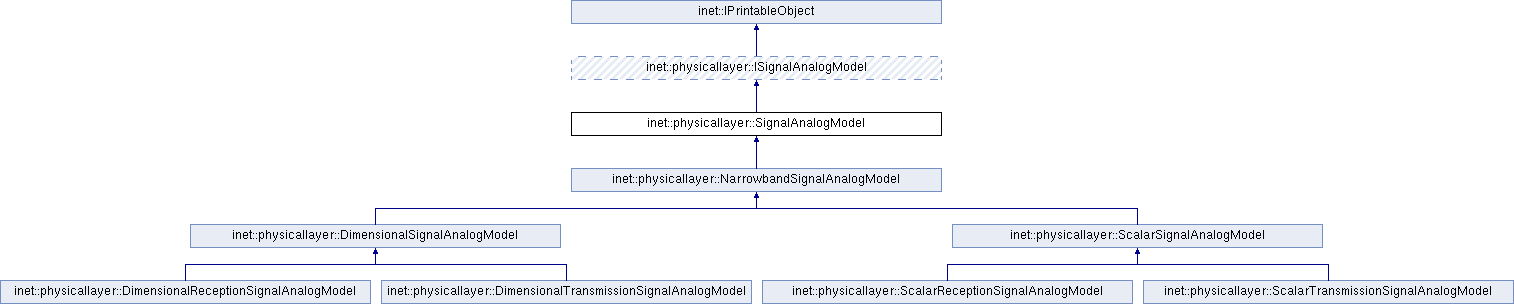 inet::IPrintableObject
inet::physicallayer::ISignalAnalogModel
inet::physicallayer::SignalAnalogModel
inet::physicallayer::NarrowbandSignalAnalogModel
inet::physicallayer::DimensionalSignalAnalogModel
inet::physicallayer::ScalarSignalAnalogModel
inet::physicallayer::DimensionalReceptionSignalAnalogModel
inet::physicallayer::DimensionalTransmissionSignalAnalogModel
inet::physicallayer::ScalarReceptionSignalAnalogModel
inet::physicallayer::ScalarTransmissionSignalAnalogModel